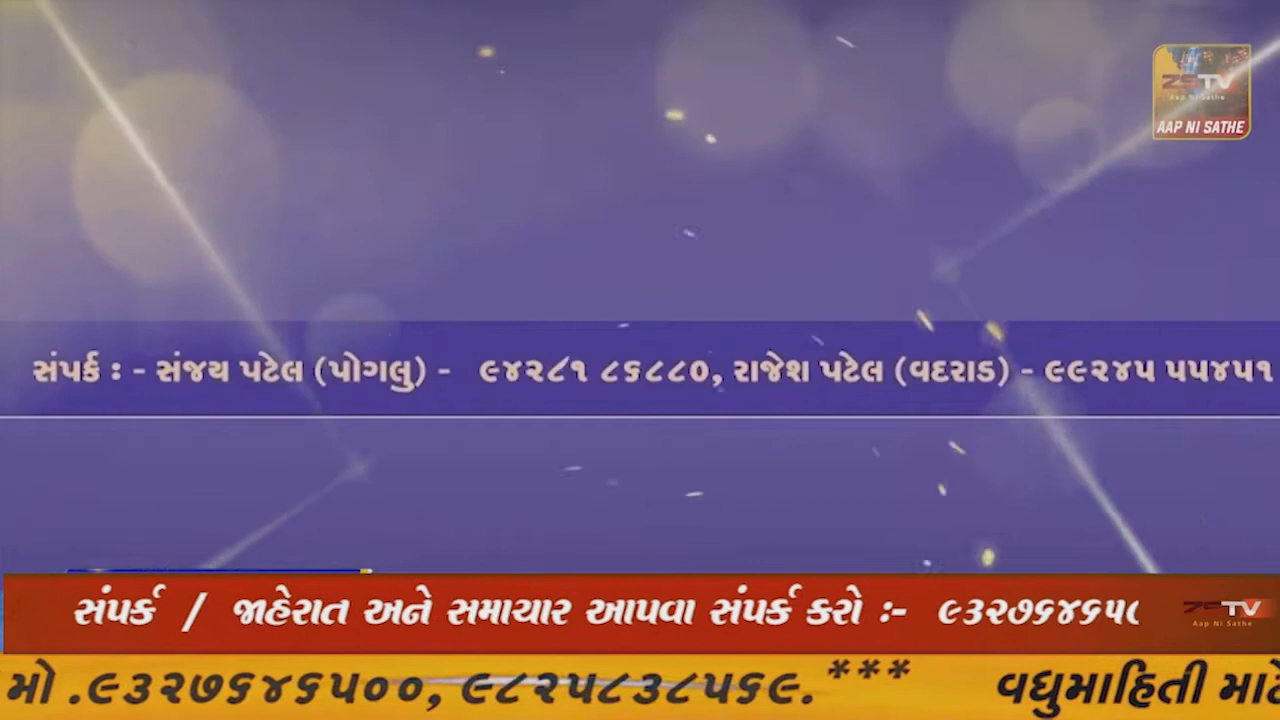 ZSTV
Aap Ni Sathe
AAP NI SATHE
સંપર્ક : - સંજય પટેલ (પોગલુ) - ૯૪૨૮૧ ૮૬૮૮૦, રાજેશ પટેલ (વદરાડ) - ૯૯૨૪૫ ૫૫૪૫૧
સંપર્ક / જાહેરાત અને સમાચાર આપવા સંપર્ક કરો :- ૯૩૨૭૬૪૬૫૦
TV
Aap Ni Sathe
મો .૯૩૨૭૬૪૬૫૦૦, ૯૮૨૫૮૩૮૫૬૯.*** વધુમાહિતી માટે